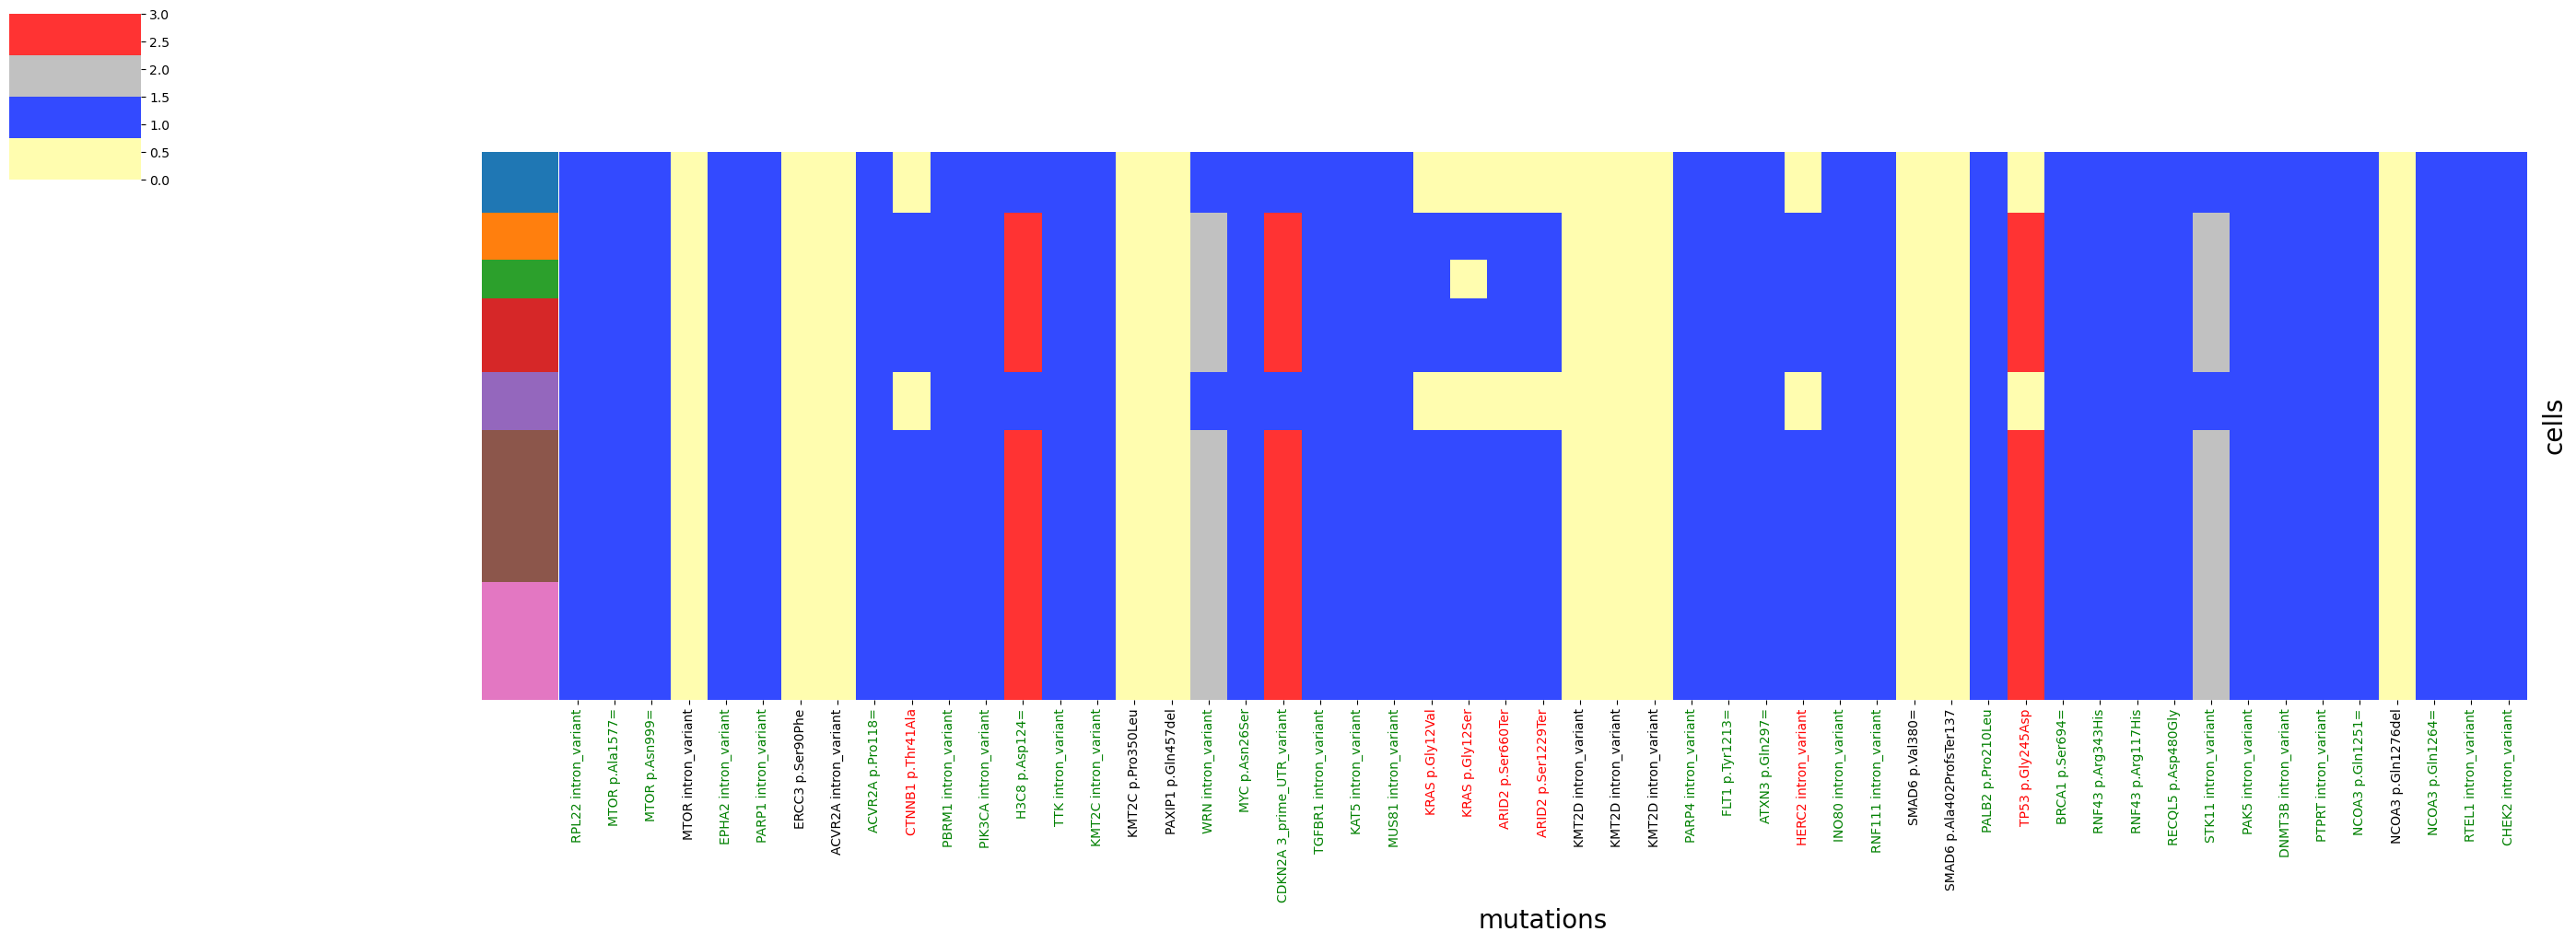 3.0
2.5
2.0
1.5
1.0
0.5
0.0
cells
RPL22 intron_variant
MTOR p.Ala1577=
MTOR p.Asn999=
MTOR intron_variant
EPHA2 intron_variant
PARP1 intron_variant
ERCC3 p.Ser90Phe
ACVR2A intron_variant
ACVR2A p.Pro118=
CTNNB1 p.Thr41Ala
PBRM1 intron_variant
PIK3CA intron_variant
H3C8 p.Asp124=
TTK intron_variant
KMT2C intron_variant
KMT2C p.Pro350Leu
PAXIP1 p.Gln457del
WRN intron_variant
MYC p.Asn26Ser
CDKN2A 3_prime_UTR_variant
TGFBR1 intron_variant
KAT5 intron_variant
MUS81 intron_variant
KRAS p.Gly12Val
KRAS p.Gly12Ser
ARID2 p.Ser660Ter
ARID2 p.Ser1229Ter
KMT2D intron_variant
KMT2D intron_variant
KMT2D intron_variant
PARP4 intron_variant
FLT1 p.Tyr1213=
ATXN3 p.Gln297=
HERC2 intron_variant
INO80 intron_variant
RNF111 intron_variant
SMAD6 p.Val380=
SMAD6 p.Ala402ProfsTer137
PALB2 p.Pro210Leu
TP53 p.Gly245Asp
BRCA1 p.Ser694=
RNF43 p.Arg343His
RNF43 p.Arg117His
RECQL5 p.Asp480Gly
STK11 intron_variant
PAK5 intron_variant
DNMT3B intron_variant
PTPRT intron_variant
NCOA3 p.Gln1251=
NCOA3 p.Gln1276del
NCOA3 p.Gln1264=
RTEL1 intron_variant
CHEK2 intron_variant
mutations